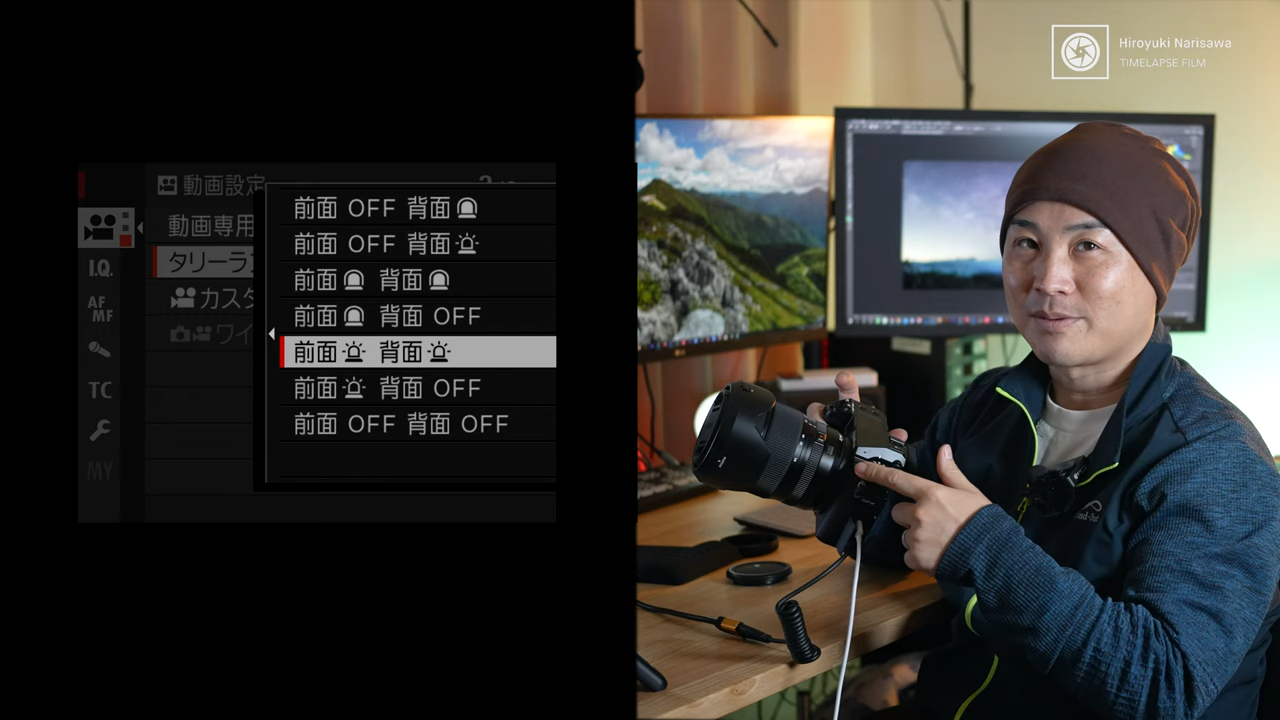 動画設定
動画専用
タリーラ
カスタ
ワイ
I.Q.
AF
MF
TC
MY
前面 OFF 背面
前面 OFF 背面
前面 背面
前面 背面 OFF
前面 背面
前面 背面 OFF
前面 OFF 背面 OFF
Hiroyuki Narisawa
TIMELAPSE FILM